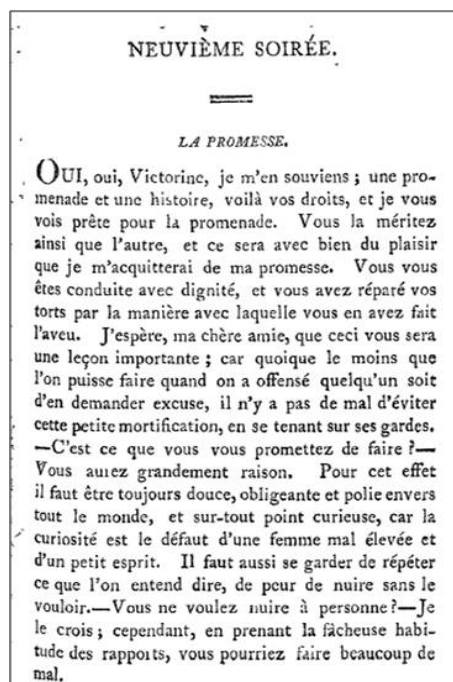 NEUVIÈME SOIRÉE.
LA PROMESSE.
OUI, oui, Victorine, je m'en souviens ; une pro-
menade et une histoire, voilà vos droits, et je vous
vois prête pour la promenade. Vous la méritez
ainsi que l'autre, et ce sera avec bien du plaisir
que je m'acquitterai de ma promesse. Vous vous
êtes conduite avec dignité, et vous avez réparé vos
torts par la manière avec laquelle vous en avez fait
l'aveu. J'espère, ma chère amie, que ceci vous sera
une leçon importante ; car quoique le moins que
l'on puisse faire quand on a offensé quelqu'un soit
d'en demander excuse, il n'y a pas de mal d'éviter
cette petite mortification, en se tenant sur ses gardes.
—C'est ce que vous vous promettez de faire ?—
Vous aurez grandement raison. Pour cet effet
il faut être toujours douce, obligeante et polie envers
tout le monde, et sur-tout point curieuse, car la
curiosité est le défaut d'une femme mal élevée et
d'un petit esprit. Il faut aussi se garder de répéter
ce que l'on entend dire, de peur de nuire sans le
vouloir.—Vous ne voulez nuire à personne ?—Je
le crois ; cependant, en prenant la fâcheuse habi-
tude des rapports, vous pourriez faire beaucoup de
mal.